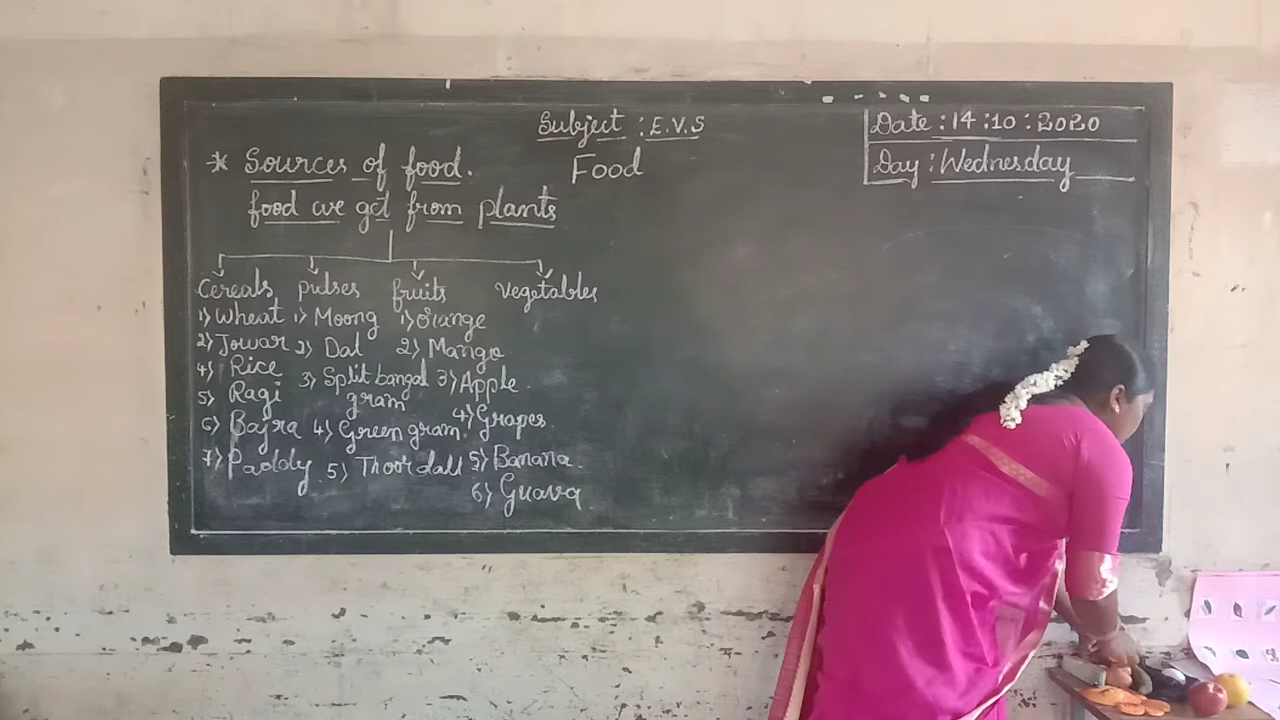 Subject : E.V.S
Date : 14 : 10 : 2020
Day : Wednesday
* Sources of food.
Food
food we get from plants
Cereals pulses fruits vegetables
1) Wheat 1) Moong 1) Orange
2) Jowar 2) Dal 2) Mango
4) Rice 3) Split bangal gram 3) Apple.
5) Ragi 4) Grapes
6) Bajra 4) Green gram.
7) Paddy 5) Thoor dall 5) Banana.
6) Guava